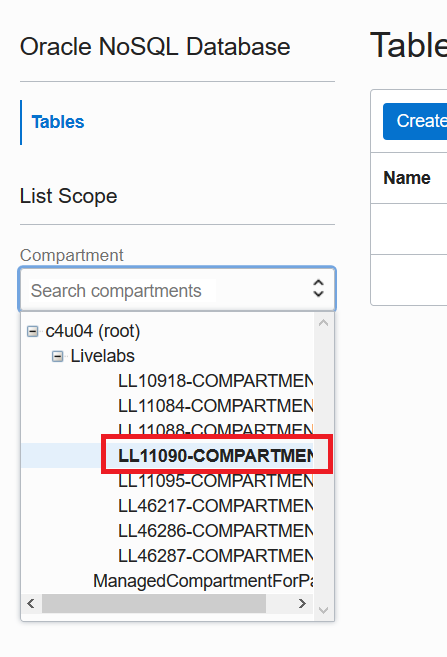 Oracle NoSQL Database
Table
Tables
Create
Name
List Scope
Compartment
Search compartments
c4u04 (root)
Livelabs
LL10918-COMPARTMEN
LL11084-COMPARTMEN
LL11088-COMPARTMEN
LL11090-COMPARTMEN
LL11095-COMPARTMEN
LL46217-COMPARTMEN
LL46286-COMPARTMEN
LL46287-COMPARTMEN
ManagedCompartmentForPa